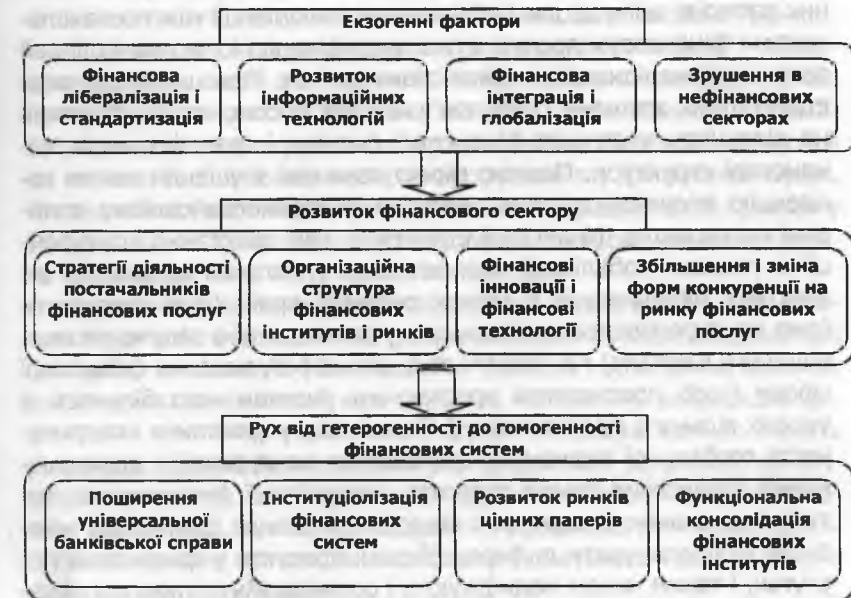 Екзогенні фактори
Фінансова
лібералізація і
стандартизація
Розвиток
інформаційних
технологій
Фінансова
інтеграція і
глобалізація
Зрушення в
нефінансових
секторах
Розвиток фінансового сектору
Стратегії діяльності
постачальників
фінансових послуг
Організаційна
структура
фінансових
інститутів і ринків
Фінансові
інновації і
фінансові
технології
Збільшення і зміна
форм конкуренції на
ринку фінансових
послуг
Рух від гетерогенності до гомогенності
фінансових систем
Поширення
універсальної
банківської справи
Інституціолізація
фінансових
систем
Розвиток ринків
цінних паперів
Функціональна
консолідація
фінансових
інститутів